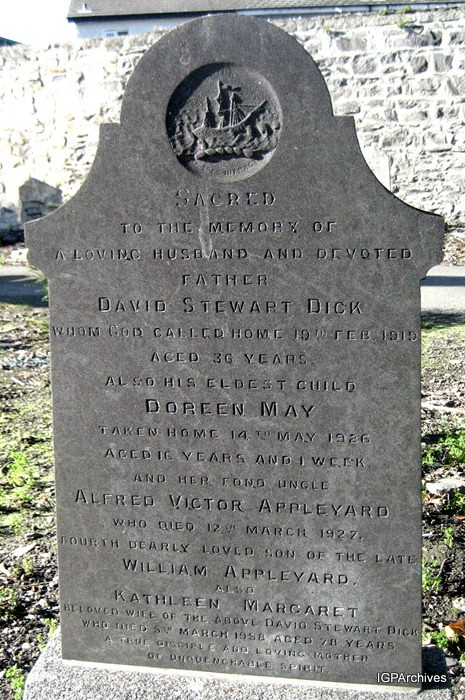 SACRED
TO THE MEMORY OF
A LOVING HUSBAND AND DEVOTED
FATHER
DAVID STEWART DICK
WHOM GOD CALLED HOME 19TH FEB. 1919
AGED 36 YEARS.
ALSO HIS ELDEST CHILD
DOREEN MAY
TAKEN HOME 14TH MAY 1926
AGED 16 YEARS AND 1 WEEK,
AND HER FOND UNCLE
ALFRED VICTOR APPLEYARD
WHO DIED 12TH MARCH 1927,
FOURTH DEARLY LOVED SON OF THE LATE
WILLIAM APPLEYARD.
ALSO
KATHLEEN MARGARET
BELOVED WIFE OF THE ABOVE DAVID STEWART DICK
WHO DIED MARCH 1958 AGED 78 YEARS
A TRUE DISCIPLE AND LOVING MOTHER
OF UNQUENCHABLE SPIRIT.
IGPArchives